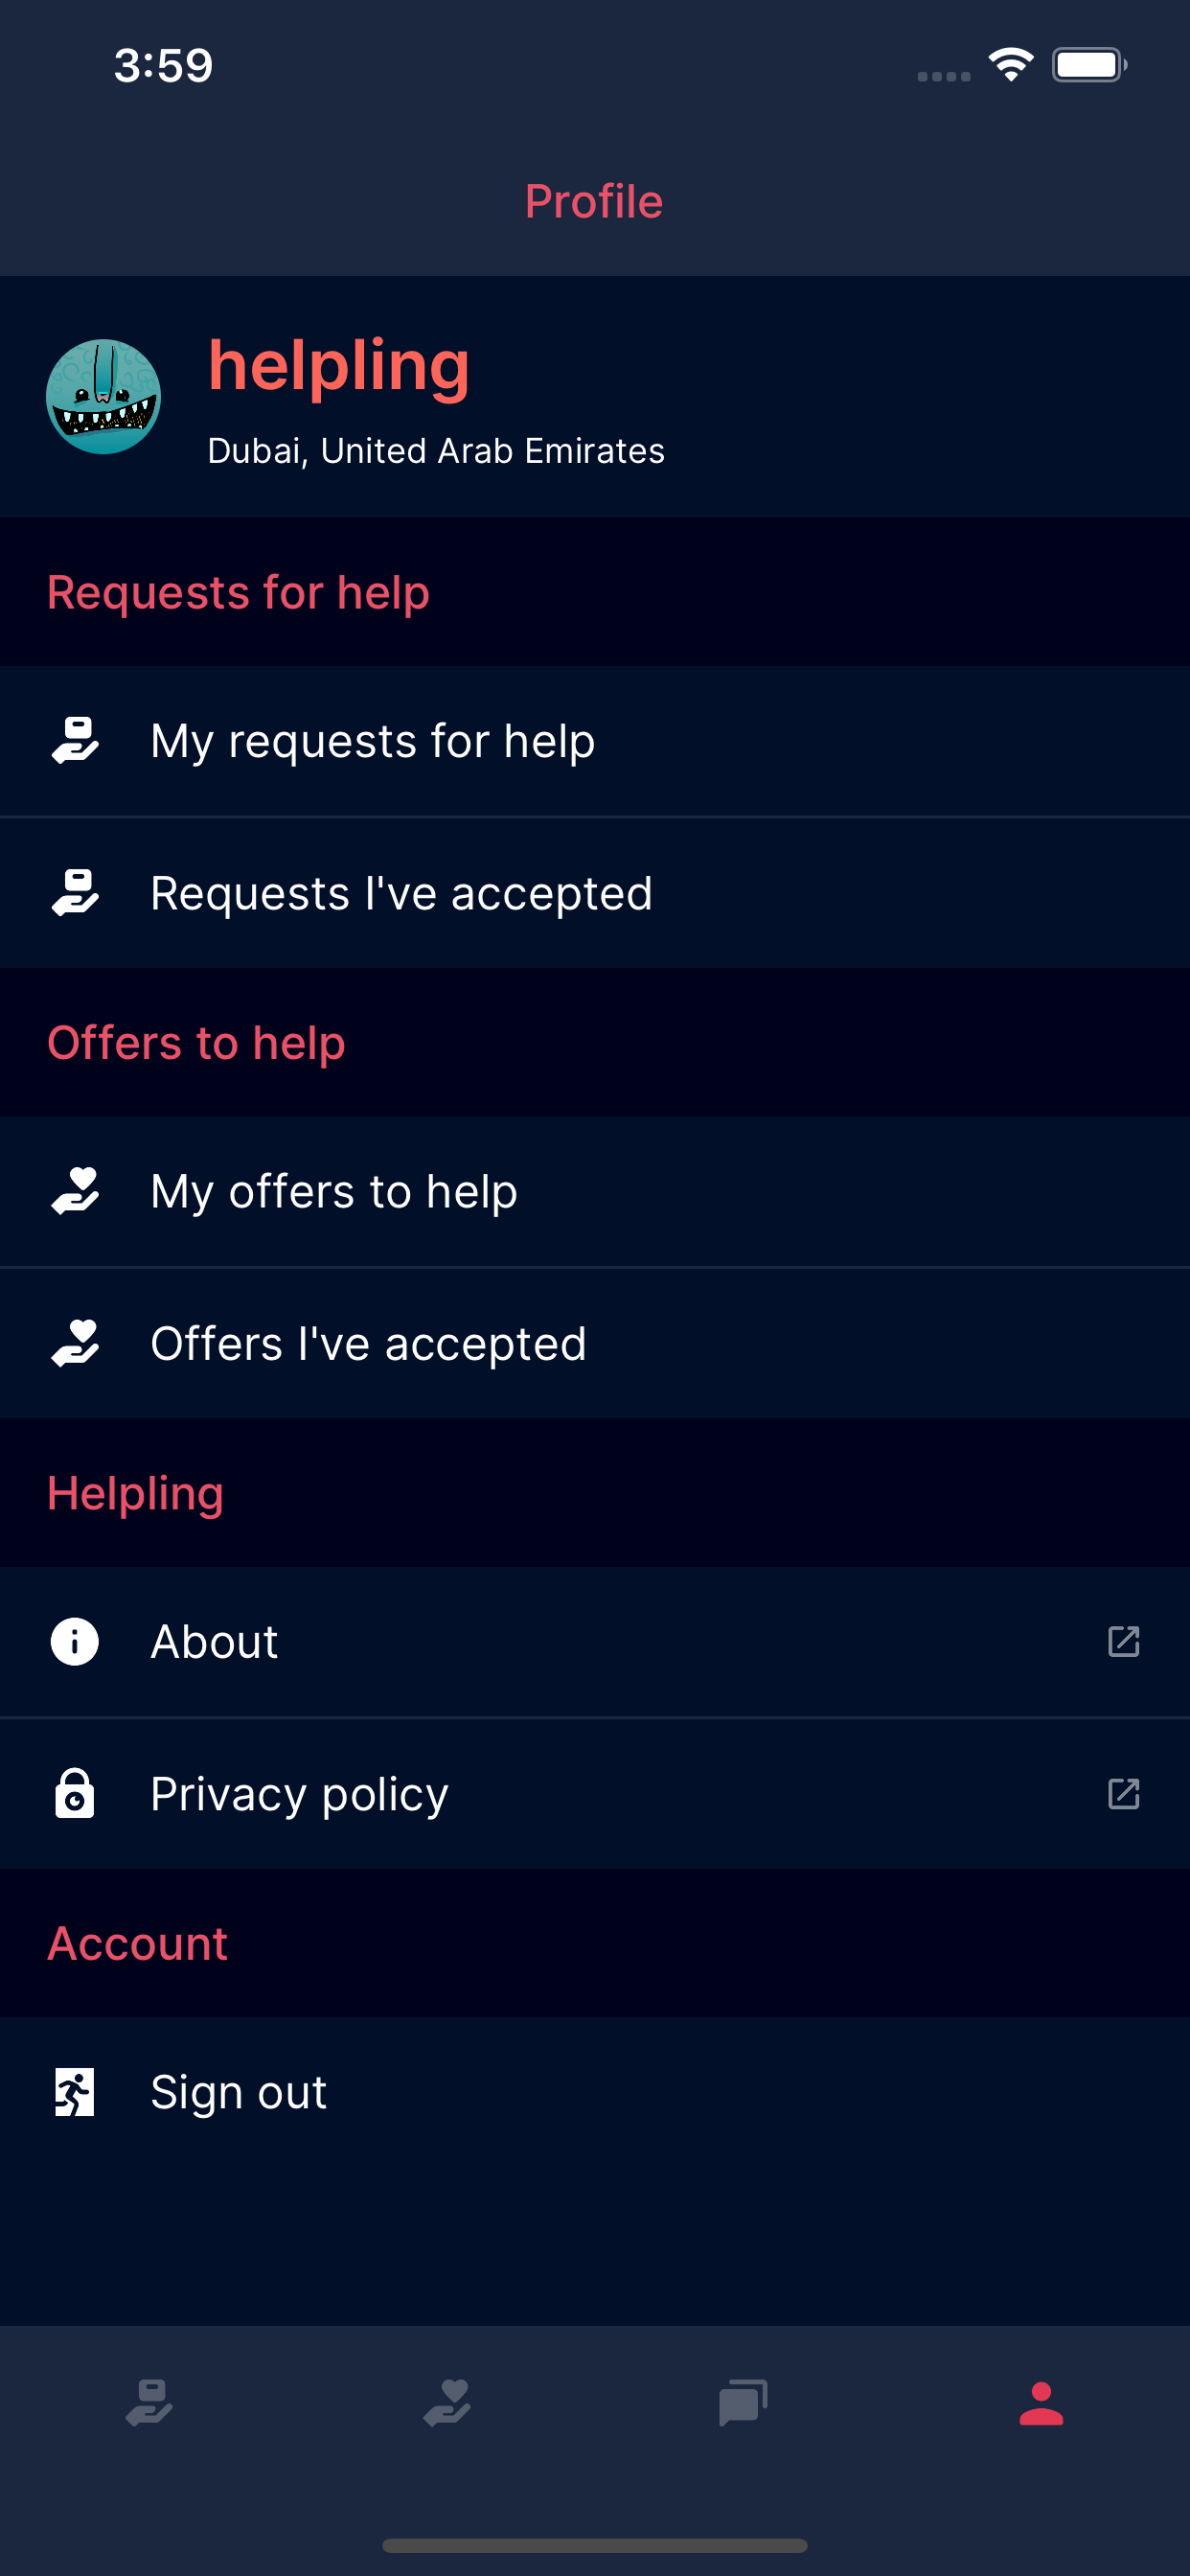 3:59
Profile
helpling
Dubai, United Arab Emirates
Requests for help
My requests for help
Requests I've accepted
Offers to help
My offers to help
Offers I've accepted
Helpling
About
Privacy policy
Account
Sign out